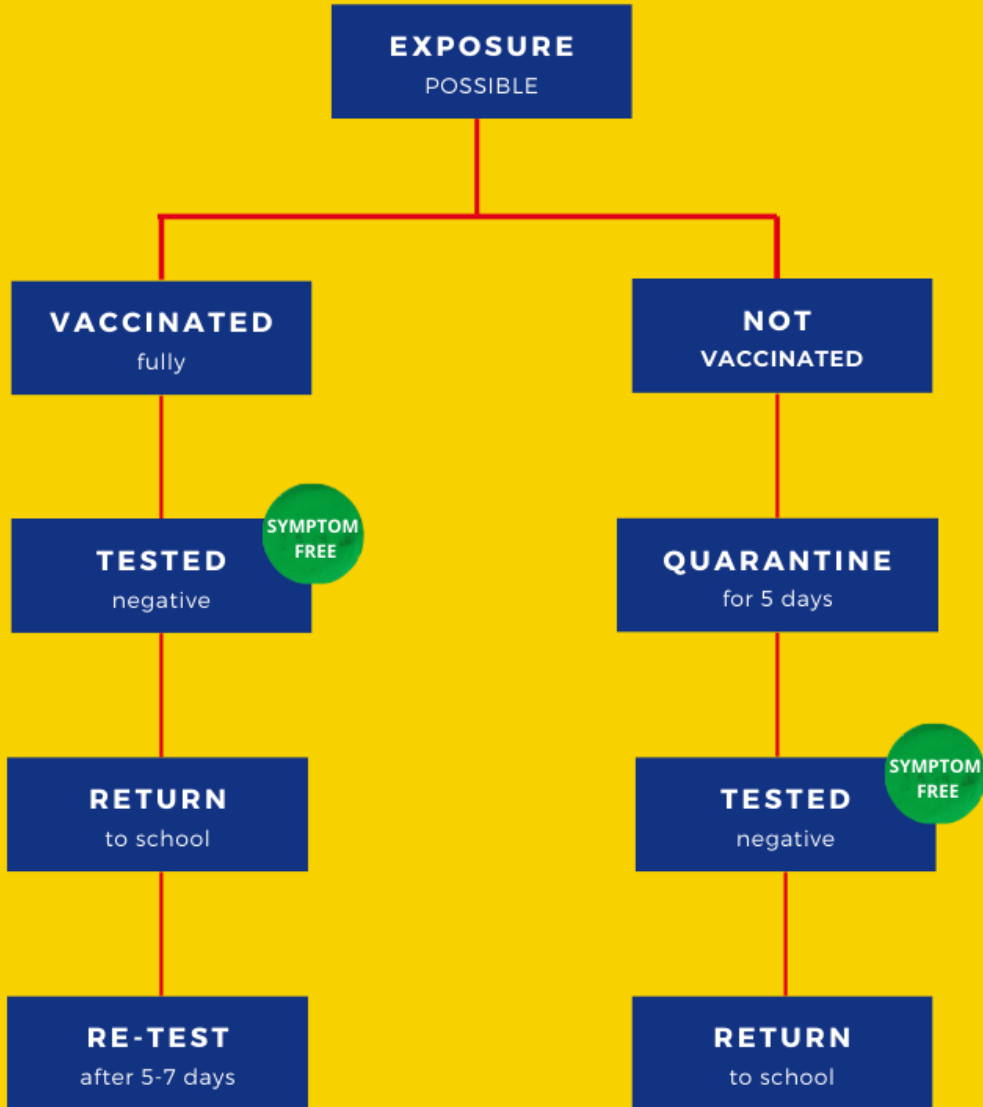 EXPOSURE
POSSIBLE
VACCINATED
fully
NOT
VACCINATED
TESTED
negative
SYMPTOM
FREE
QUARANTINE
for 5 days
RETURN
to school
TESTED
negative
SYMPTOM
FREE
RE-TEST
after 5-7 days
RETURN
to school